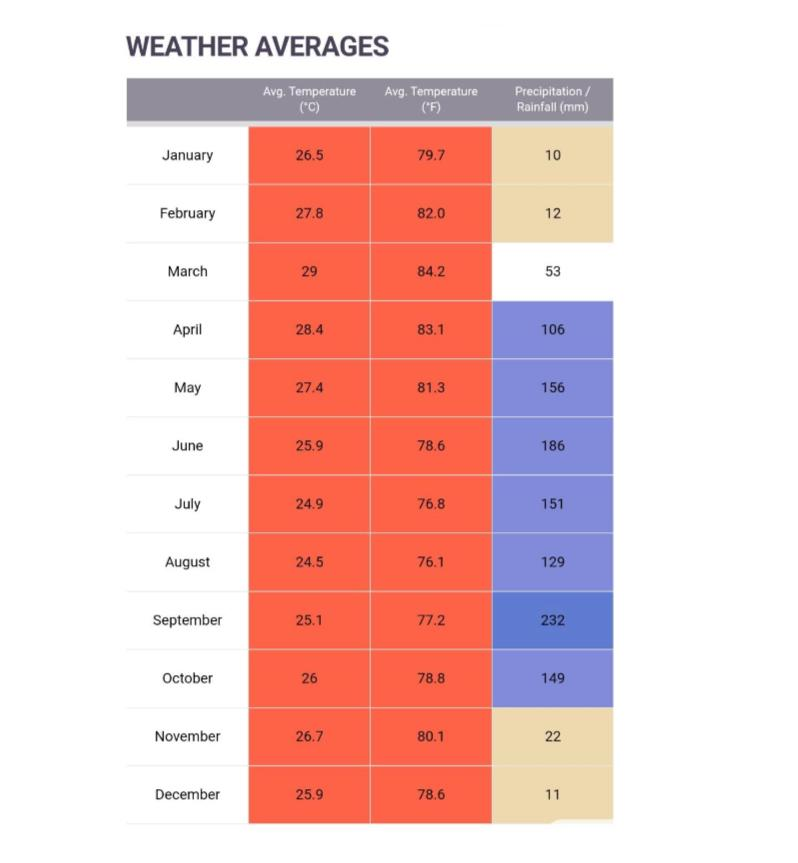 WEATHER AVERAGES
Avg. Temperature (°C) Avg. Temperature (°F) Precipitation / Rainfall (mm)
January 26.5 79.7 10
February 27.8 82.0 12
March 29 84.2 53
April 28.4 83.1 106
May 27.4 81.3 156
June 25.9 78.6 186
July 24.9 76.8 151
August 24.5 76.1 129
September 25.1 77.2 232
October 26 78.8 149
November 26.7 80.1 22
December 25.9 78.6 11